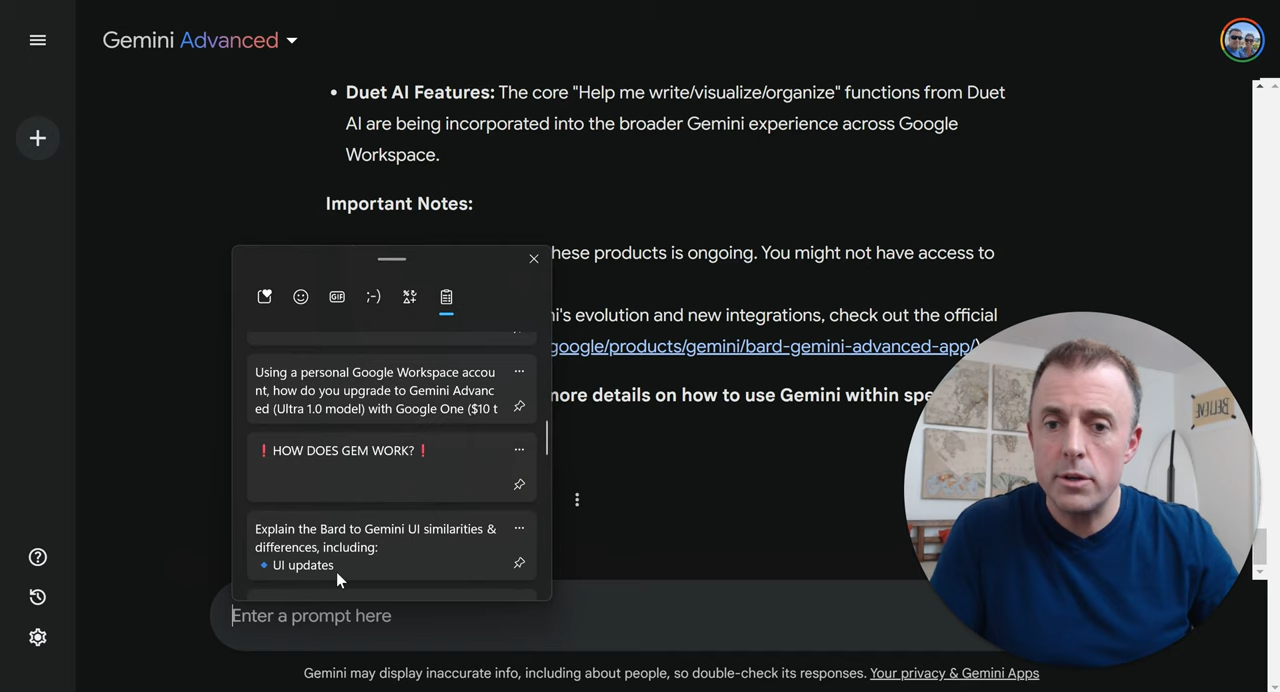 Gemini Advanced
• Duet AI Features: The core "Help me write/visualize/organize" functions from Duet
AI are being incorporated into the broader Gemini experience across Google
Workspace.
Important Notes:
these products is ongoing. You might not have access to
GIF
;-)
ni's evolution and new integrations, check out the official
google/products/gemini/bard-gemini-advanced-app/
Using a personal Google Workspace accou
nt, how do you upgrade to Gemini Advanc
ed (Ultra 1.0 model) with Google One ($10 t
more details on how to use Gemini within spe
BELIEVE
❗HOW DOES GEM WORK?❗
Explain the Bard to Gemini UI similarities &
differences, including:
🔹UI updates
Enter a prompt here
Gemini may display inaccurate info, including about people, so double-check its responses. Your privacy & Gemini Apps